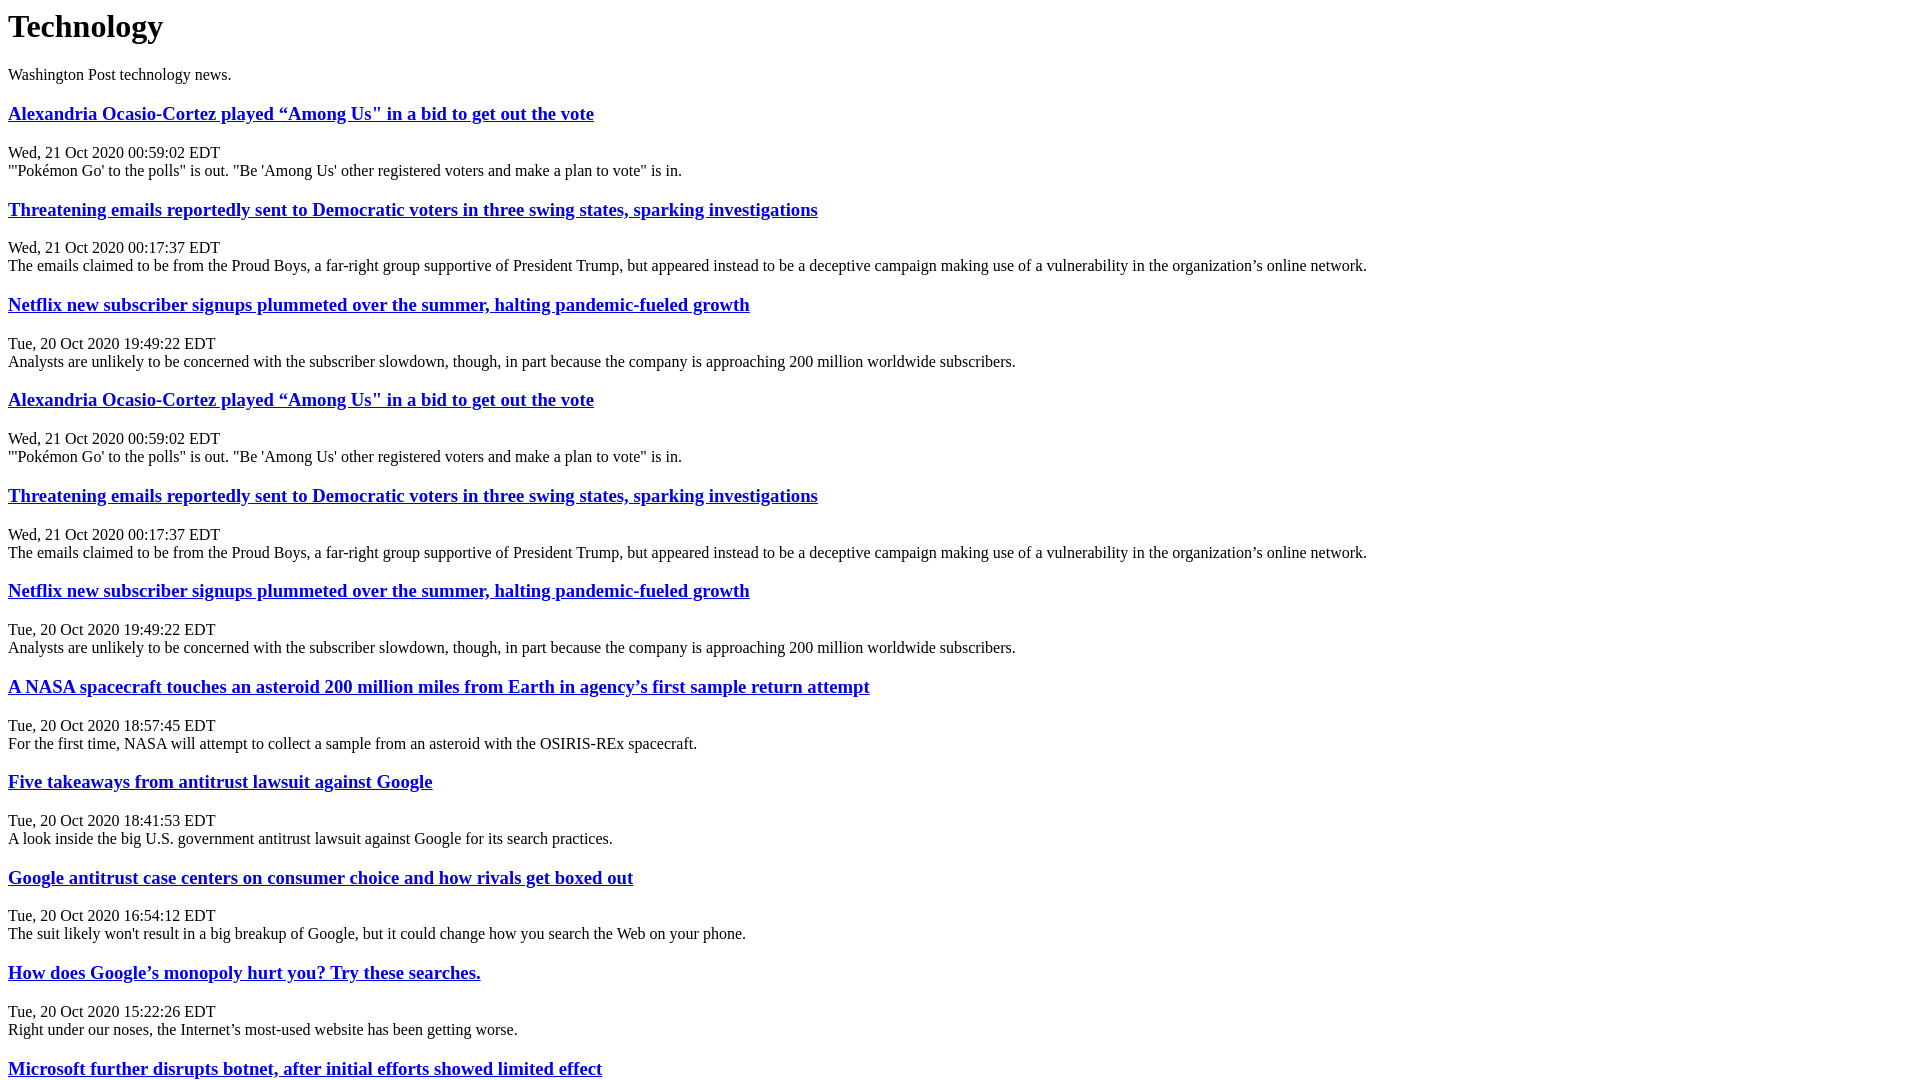 Technology
Washington Post technology news.
Alexandria Ocasio-Cortez played “Among Us" in a bid to get out the vote
Wed, 21 Oct 2020 00:59:02 EDT
"'Pokémon Go' to the polls" is out. "Be 'Among Us' other registered voters and make a plan to vote" is in.
Threatening emails reportedly sent to Democratic voters in three swing states, sparking investigations
Wed, 21 Oct 2020 00:17:37 EDT
The emails claimed to be from the Proud Boys, a far-right group supportive of President Trump, but appeared instead to be a deceptive campaign making use of a vulnerability in the organization’s online network.
Netflix new subscriber signups plummeted over the summer, halting pandemic-fueled growth
Tue, 20 Oct 2020 19:49:22 EDT
Analysts are unlikely to be concerned with the subscriber slowdown, though, in part because the company is approaching 200 million worldwide subscribers.
Alexandria Ocasio-Cortez played “Among Us" in a bid to get out the vote
Wed, 21 Oct 2020 00:59:02 EDT
"'Pokémon Go' to the polls" is out. "Be 'Among Us' other registered voters and make a plan to vote" is in.
Threatening emails reportedly sent to Democratic voters in three swing states, sparking investigations
Wed, 21 Oct 2020 00:17:37 EDT
The emails claimed to be from the Proud Boys, a far-right group supportive of President Trump, but appeared instead to be a deceptive campaign making use of a vulnerability in the organization’s online network.
Netflix new subscriber signups plummeted over the summer, halting pandemic-fueled growth
Tue, 20 Oct 2020 19:49:22 EDT
Analysts are unlikely to be concerned with the subscriber slowdown, though, in part because the company is approaching 200 million worldwide subscribers.
A NASA spacecraft touches an asteroid 200 million miles from Earth in agency’s first sample return attempt
Tue, 20 Oct 2020 18:57:45 EDT
For the first time, NASA will attempt to collect a sample from an asteroid with the OSIRIS-REx spacecraft.
Five takeaways from antitrust lawsuit against Google
Tue, 20 Oct 2020 18:41:53 EDT
A look inside the big U.S. government antitrust lawsuit against Google for its search practices.
Google antitrust case centers on consumer choice and how rivals get boxed out
Tue, 20 Oct 2020 16:54:12 EDT
The suit likely won't result in a big breakup of Google, but it could change how you search the Web on your phone.
How does Google’s monopoly hurt you? Try these searches.
Tue, 20 Oct 2020 15:22:26 EDT
Right under our noses, the Internet’s most-used website has been getting worse.
Microsoft further disrupts botnet, after initial efforts showed limited effect